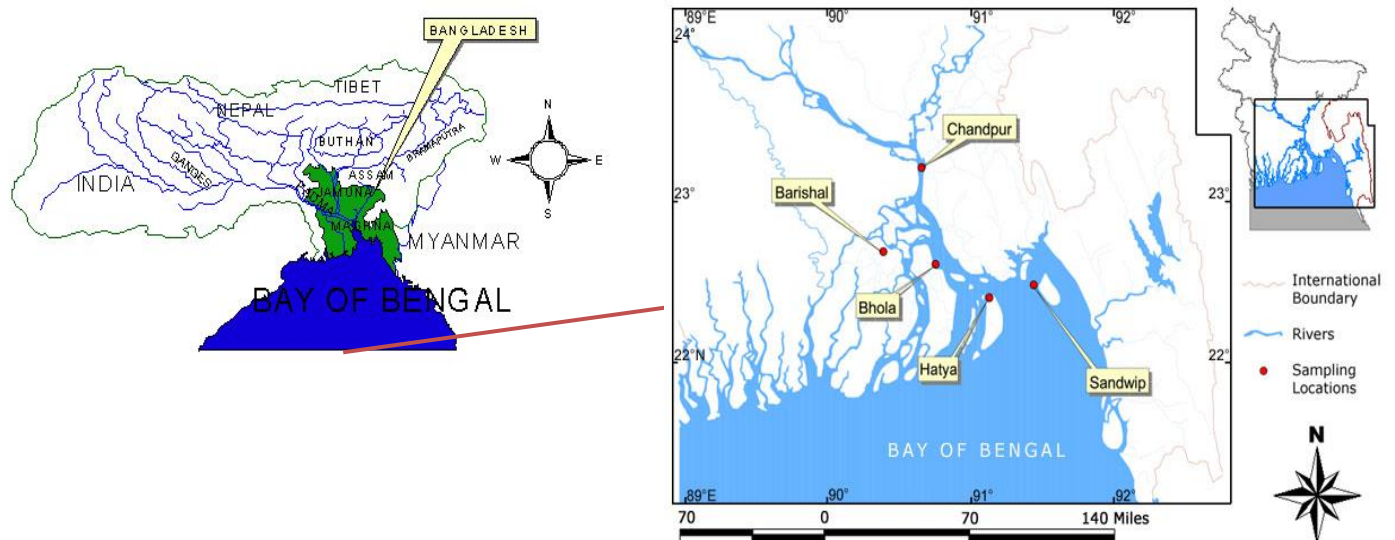 BANGLADESH
TIBET
NEPAL
BUTHAN
BRAMAPUTRA
GANGES
ASSAM
INDIA
JAMUNA
MAGHNA
MYANMAR
BAY OF BENGAL
N
W
E
S
89°E
90°
91°
92°
24°
23°
23°
22°N
22°
Chandpur
Barishal
Bhola
Hatya
Sandwip
BAY OF BENGAL
89°E
90°
91°
92°
70
0
70
140 Miles
International
Boundary
Rivers
Sampling
Locations
N